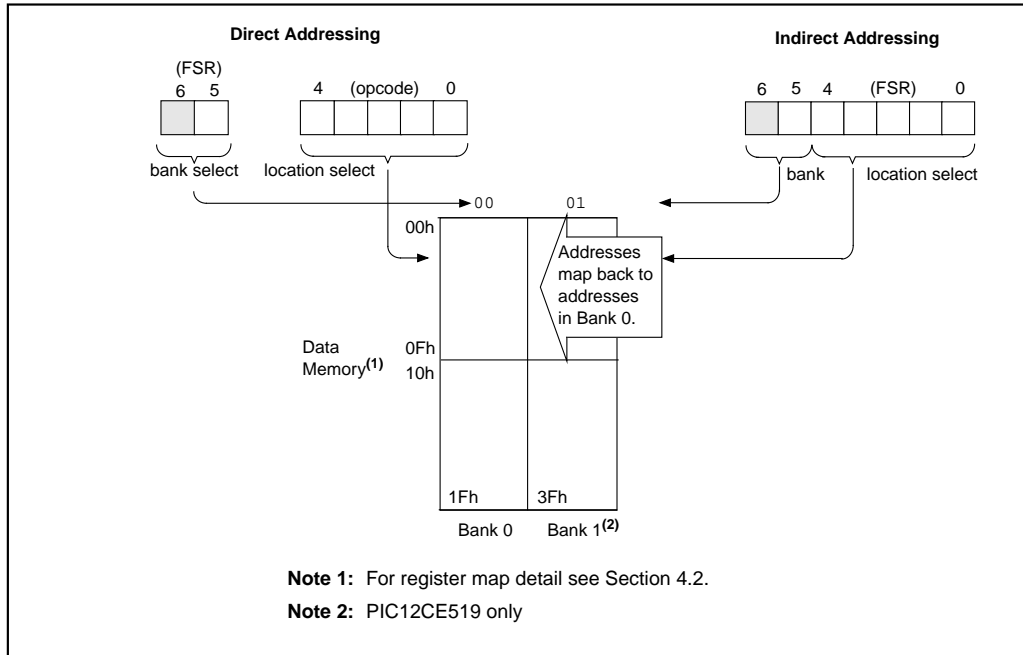 Direct Addressing
Indirect Addressing
(FSR)
6 5
4 (opcode) 0
6 5 4 (FSR) 0
bank select
location select
bank
location select
00
01
00h
Addresses
map back to
addresses
in Bank 0.
Data
Memory(1)
0Fh
10h
1Fh
3Fh
Bank 0
Bank 1(2)
Note 1: For register map detail see Section 4.2.
Note 2: PIC12CE519 only